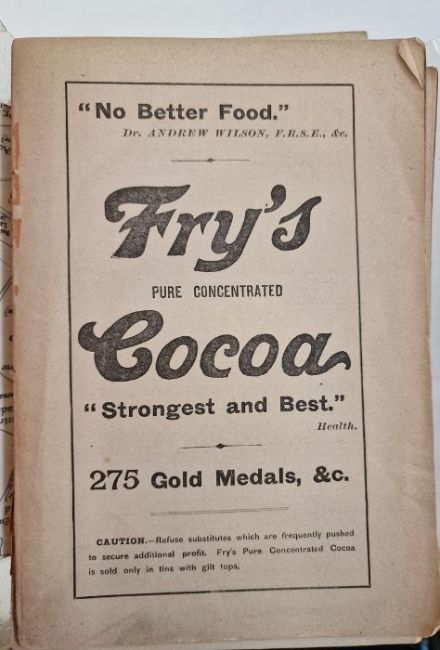 "No Better Food."
Dr. ANDREW WILSON, F.R.S.E., &c.
Fry's
PURE CONCENTRATED
Cocoa
"Strongest and Best."
Health.
275 Gold Medals, &c.
CAUTION.—Refuse substitutes which are frequently pushed
to secure additional profit. Fry's Pure Concentrated Cocoa
is sold only in tins with gilt tops.